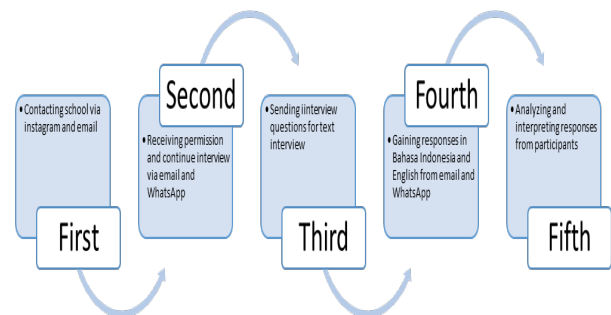 • Contacting school via
instagram and email
First
Second
• Receiving permission
and continue interview
via email and
WhatsApp
• Sending iinterview
questions for text
interview
Third
Fourth
• Gaining responses in
Bahasa Indonesia and
English from email and
WhatsApp
• Analyzing and
interpreting responses
from participants
Fifth